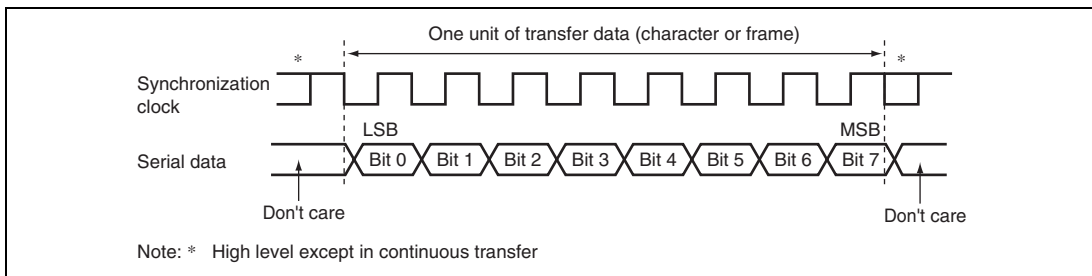 One unit of transfer data (character or frame)
* *
Synchronization
clock
LSB MSB
Serial data Bit 0 Bit 1 Bit 2 Bit 3 Bit 4 Bit 5 Bit 6 Bit 7
Don't care Don't care
Note: * High level except in continuous transfer